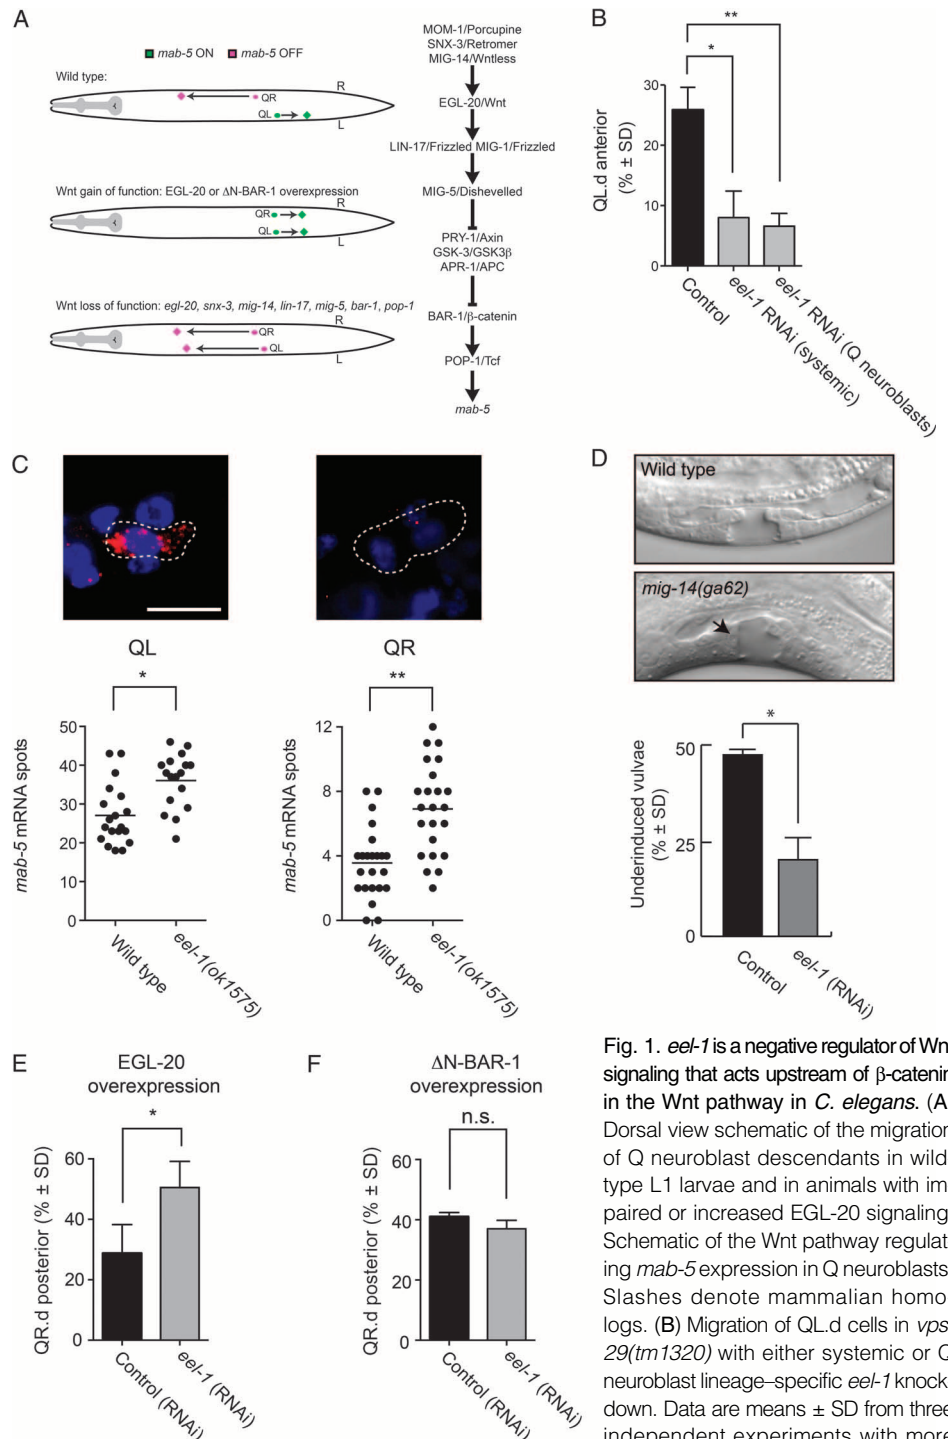 A
mab-5 ON mab-5 OFF
Wild type:
R
QR
QL
L
Wnt gain of function: EGL-20 or ΔN-BAR-1 overexpression
R
QR
QL
L
Wnt loss of function: egl-20, snx-3, mig-14, lin-17, mig-5, bar-1, pop-1
R
QR
QL
L
MOM-1/Porcupine
SNX-3/Retromer
MIG-14/Wntless
EGL-20/Wnt
LIN-17/Frizzled MIG-1/Frizzled
MIG-5/Dishevelled
PRY-1/Axin
GSK-3/GSK3β
APR-1/APC
BAR-1/β-catenin
POP-1/Tcf
mab-5
B
**
*
QL.d anterior
(% ± SD)
30
20
10
0
Control
eel-1 RNAi (systemic)
eel-1 RNAi (Q neuroblasts)
C
QL
*
mab-5 mRNA spots
50
40
30
20
10
0
Wild type
eel-1(ok1575)
QR
**
mab-5 mRNA spots
12
8
4
0
Wild type
eel-1(ok1575)
D
Wild type
mig-14(ga62)
*
Underinduced vulvae
(% ± SD)
50
25
0
Control
eel-1 (RNAi)
E
EGL-20
overexpression
*
QR.d posterior (% ± SD)
60
40
20
0
Control (RNAi)
eel-1 (RNAi)
F
ΔN-BAR-1
overexpression
n.s.
QR.d posterior (% ± SD)
60
40
20
0
Control (RNAi)
eel-1 (RNAi)
Fig. 1. eel-1 is a negative regulator of Wn
signaling that acts upstream of β-catenin
in the Wnt pathway in C. elegans. (A
Dorsal view schematic of the migration
of Q neuroblast descendants in wild
type L1 larvae and in animals with im
paired or increased EGL-20 signaling
Schematic of the Wnt pathway regulat
ing mab-5 expression in Q neuroblasts
Slashes denote mammalian homo
logs. (B) Migration of QL.d cells in vps
29(tm1320) with either systemic or Q
neuroblast lineage–specific eel-1 knock
down. Data are means ± SD from three
independent experiments with more